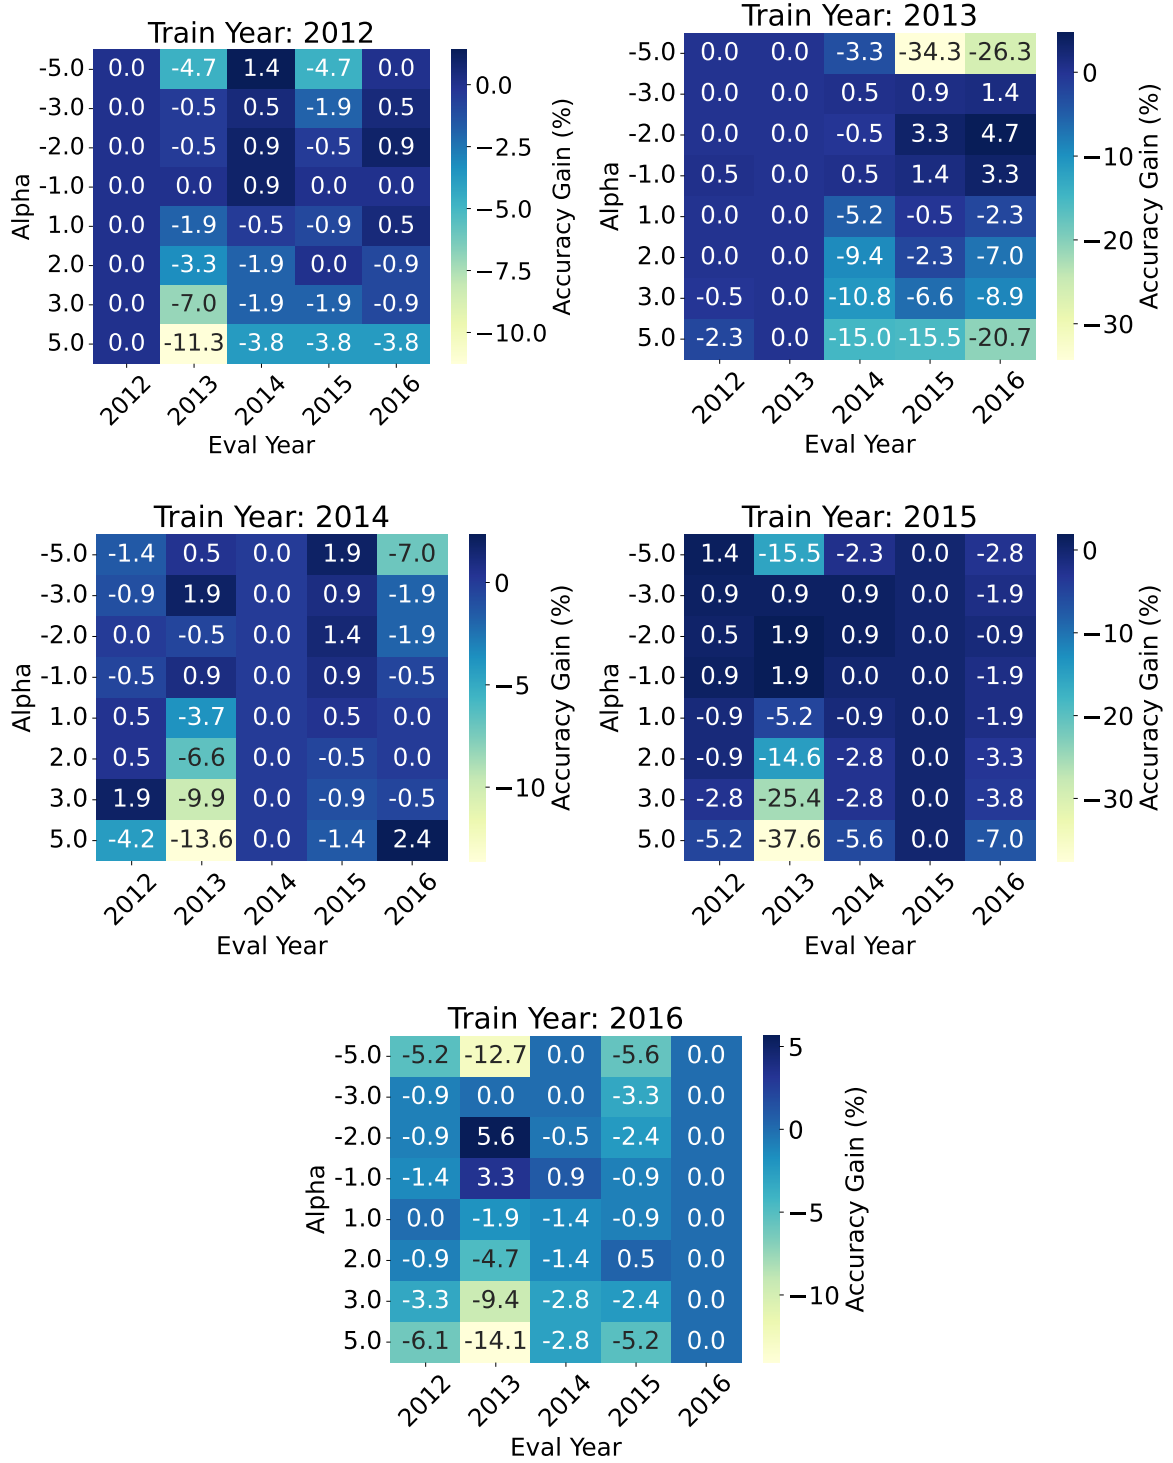 Train Year: 2012
-5.0 0.0 -4.7 1.4 -4.7 0.0
-3.0 0.0 -0.5 0.5 -1.9 0.5
-2.0 0.0 -0.5 0.9 -0.5 0.9
-1.0 0.0 0.0 0.9 0.0 0.0
1.0 0.0 -1.9 -0.5 -0.9 0.5
2.0 0.0 -3.3 -1.9 0.0 -0.9
3.0 0.0 -7.0 -1.9 -1.9 -0.9
5.0 0.0 -11.3 -3.8 -3.8 -3.8
2012 2013 2014 2015 2016
Eval Year
Alpha
0.0
−2.5
−5.0
−7.5
−10.0
Accuracy Gain (%)
Train Year: 2013
-5.0 0.0 0.0 -3.3 -34.3 -26.3
-3.0 0.0 0.0 0.5 0.9 1.4
-2.0 0.0 0.0 -0.5 3.3 4.7
-1.0 0.5 0.0 0.5 1.4 3.3
1.0 0.0 0.0 -5.2 -0.5 -2.3
2.0 0.0 0.0 -9.4 -2.3 -7.0
3.0 -0.5 0.0 -10.8 -6.6 -8.9
5.0 -2.3 0.0 -15.0 -15.5 -20.7
2012 2013 2014 2015 2016
Eval Year
Alpha
0
−10
−20
−30
Accuracy Gain (%)
Train Year: 2014
-5.0 -1.4 0.5 0.0 1.9 -7.0
-3.0 -0.9 1.9 0.0 0.9 -1.9
-2.0 0.0 -0.5 0.0 1.4 -1.9
-1.0 -0.5 0.9 0.0 0.9 -0.5
1.0 0.5 -3.7 0.0 0.5 0.0
2.0 0.5 -6.6 0.0 -0.5 0.0
3.0 1.9 -9.9 0.0 -0.9 -0.5
5.0 -4.2 -13.6 0.0 -1.4 2.4
2012 2013 2014 2015 2016
Eval Year
Alpha
0
−5
−10
Accuracy Gain (%)
Train Year: 2015
-5.0 1.4 -15.5 -2.3 0.0 -2.8
-3.0 0.9 0.9 0.9 0.0 -1.9
-2.0 0.5 1.9 0.9 0.0 -0.9
-1.0 0.9 1.9 0.0 0.0 -1.9
1.0 -0.9 -5.2 -0.9 0.0 -1.9
2.0 -0.9 -14.6 -2.8 0.0 -3.3
3.0 -2.8 -25.4 -2.8 0.0 -3.8
5.0 -5.2 -37.6 -5.6 0.0 -7.0
2012 2013 2014 2015 2016
Eval Year
Alpha
0
−10
−20
−30
Accuracy Gain (%)
Train Year: 2016
-5.0 -5.2 -12.7 0.0 -5.6 0.0
-3.0 -0.9 0.0 0.0 -3.3 0.0
-2.0 -0.9 5.6 -0.5 -2.4 0.0
-1.0 -1.4 3.3 0.9 -0.9 0.0
1.0 0.0 -1.9 -1.4 -0.9 0.0
2.0 -0.9 -4.7 -1.4 0.5 0.0
3.0 -3.3 -9.4 -2.8 -2.4 0.0
5.0 -6.1 -14.1 -2.8 -5.2 0.0
2012 2013 2014 2015 2016
Eval Year
Alpha
5
0
−5
−10
Accuracy Gain (%)